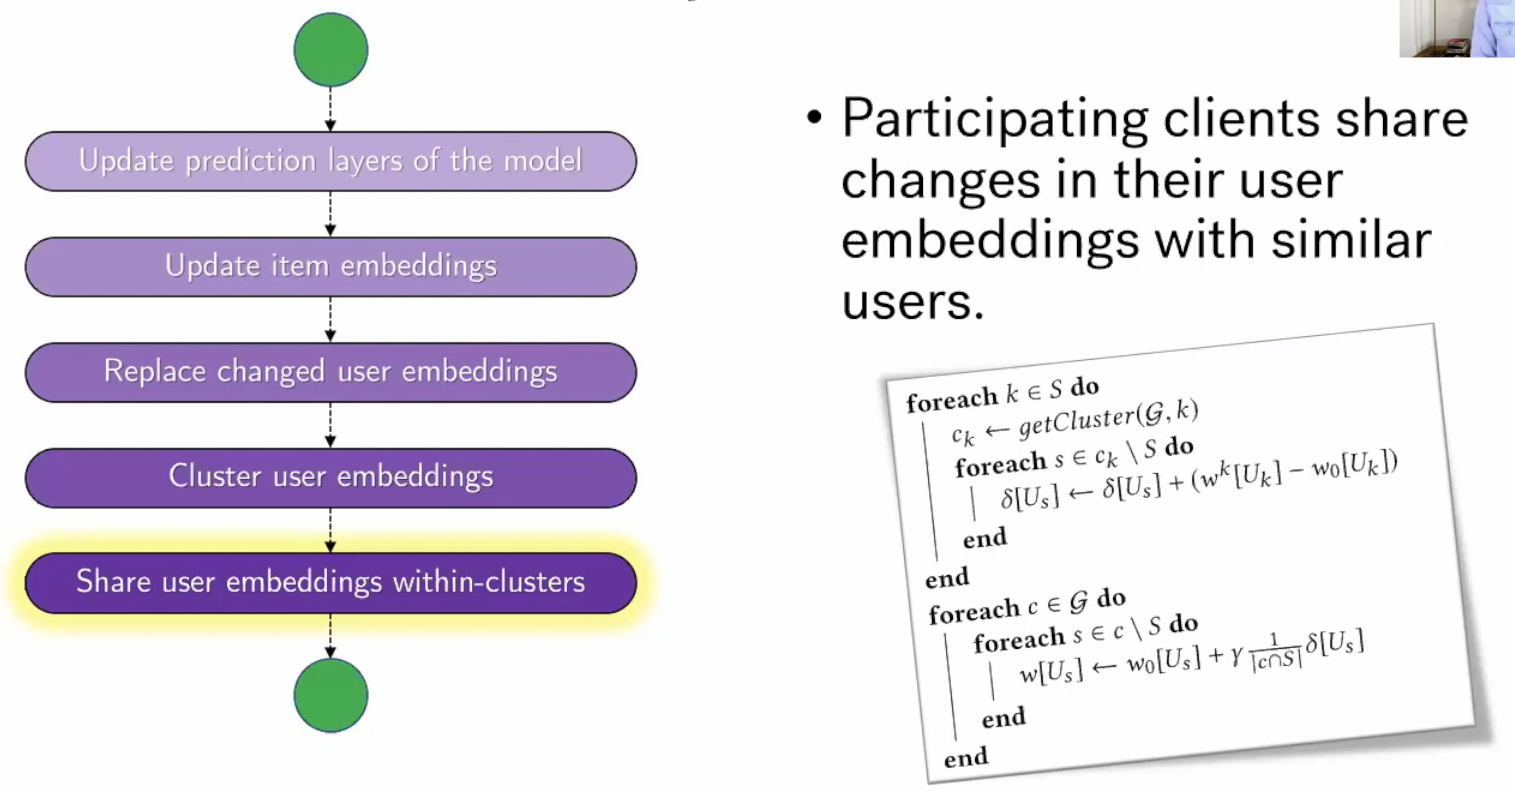 Update prediction layers of the model
Update item embeddings
Replace changed user embeddings
Cluster user embeddings
Share user embeddings within-clusters
• Participating clients share
changes in their user
embeddings with similar
users.
foreach k ∈ S do
c_k ← getCluster(𝒢, k)
foreach s ∈ c_k \ S do
δ[U_s] ← δ[U_s] + (w^k[U_k] − w_0[U_k])
end
end
foreach c ∈ 𝒢 do
foreach s ∈ c \ S do
w[U_s] ← w_0[U_s] + γ 1/|c∩S| δ[U_s]
end
end